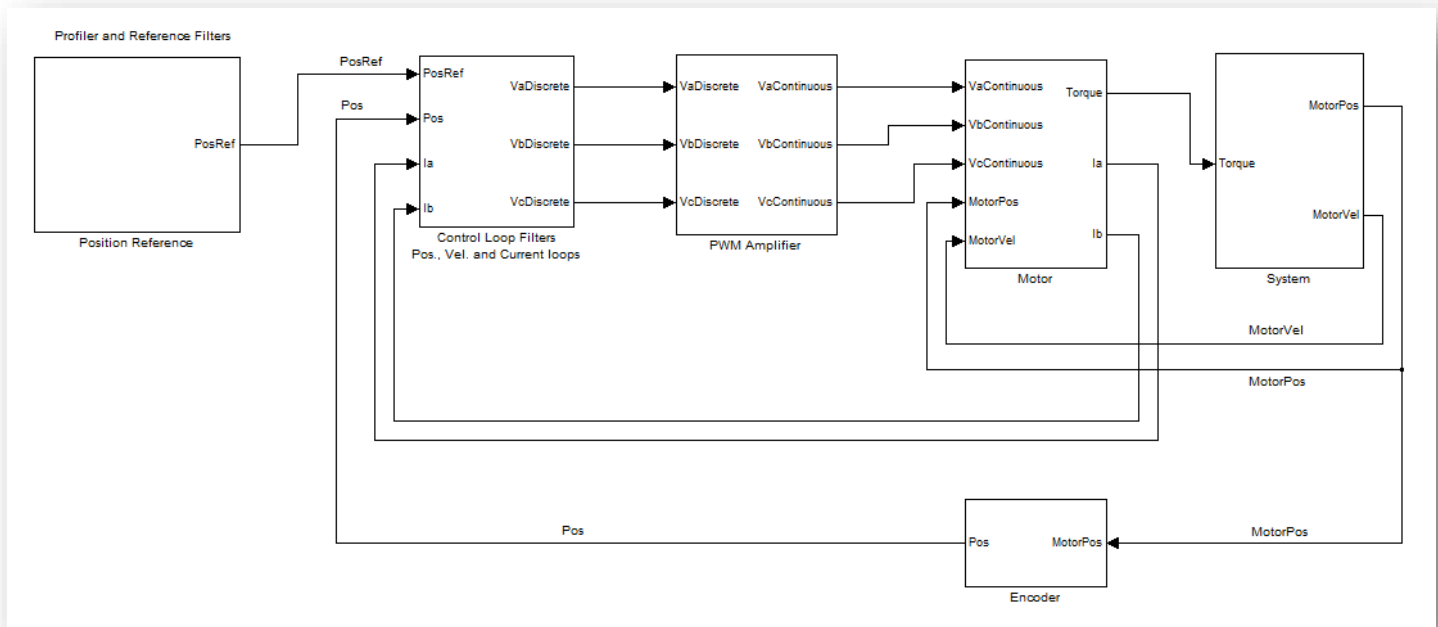 Profiler and Reference Filters
PosRef
Position Reference
PosRef
Pos
PosRef
Pos
Ia
Ib
VaDiscrete
VbDiscrete
VcDiscrete
Control Loop Filters
Pos., Vel. and Current loops
VaDiscrete
VbDiscrete
VcDiscrete
VaContinuous
VbContinuous
VcContinuous
PWM Amplifier
VaContinuous
VbContinuous
VcContinuous
MotorPos
MotorVel
Torque
Ia
Ib
Motor
Torque
MotorPos
MotorVel
System
MotorVel
MotorPos
Pos
Pos
MotorPos
Encoder
MotorPos